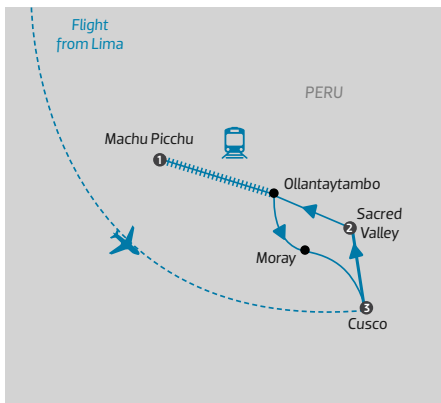 Flight
from Lima
PERU
Machu Picchu
1
Ollantaytambo
Sacred
Valley
2
Moray
3
Cusco